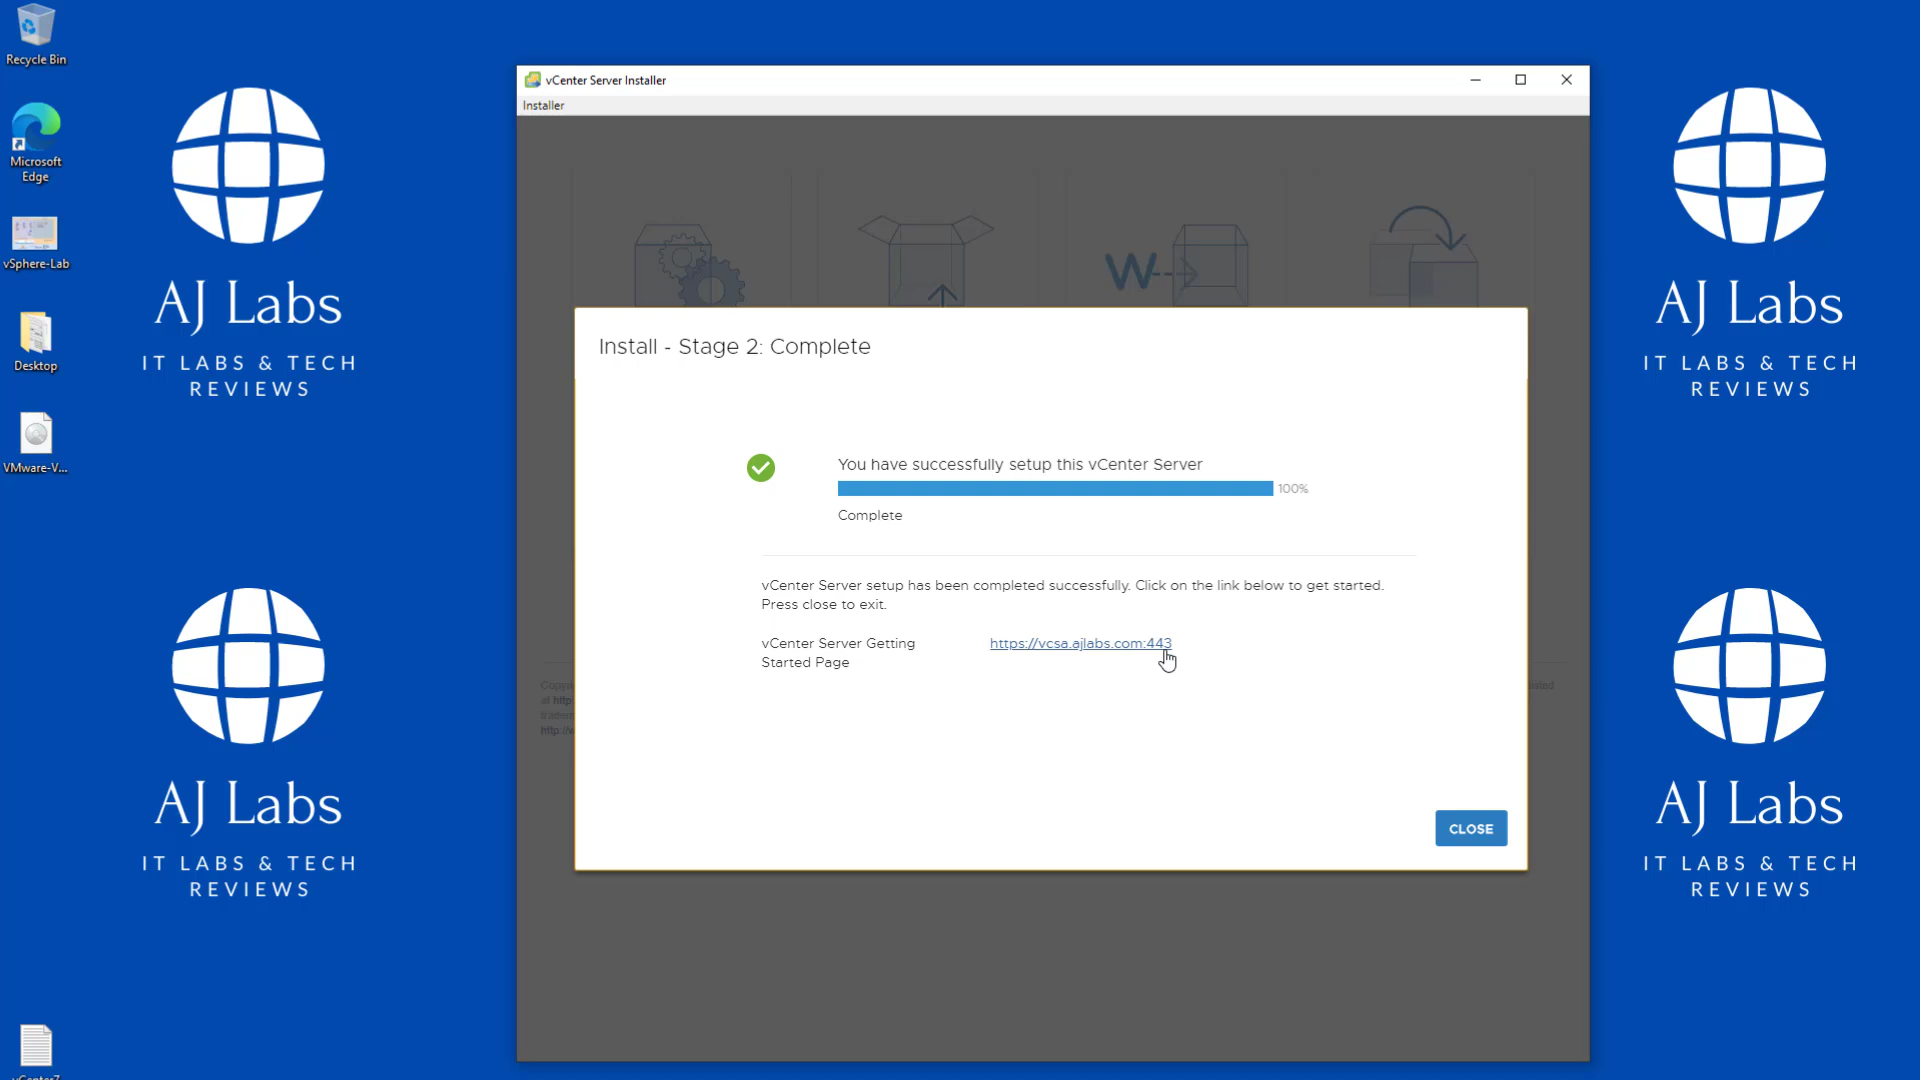 Recycle Bin
Microsoft
Edge
vSphere-Lab
Desktop
VMware-V...
vCenter7
AJ Labs
IT LABS & TECH
REVIEWS
AJ Labs
IT LABS & TECH
REVIEWS
vCenter Server Installer
Installer
W
Install - Stage 2: Complete
You have successfully setup this vCenter Server
100%
Complete
vCenter Server setup has been completed successfully. Click on the link below to get started.
Press close to exit.
vCenter Server Getting
Started Page
https://vcsa.ajlabs.com:443
at http
CLOSE
AJ Labs
IT LABS & TECH
REVIEWS
AJ Labs
IT LABS & TECH
REVIEWS